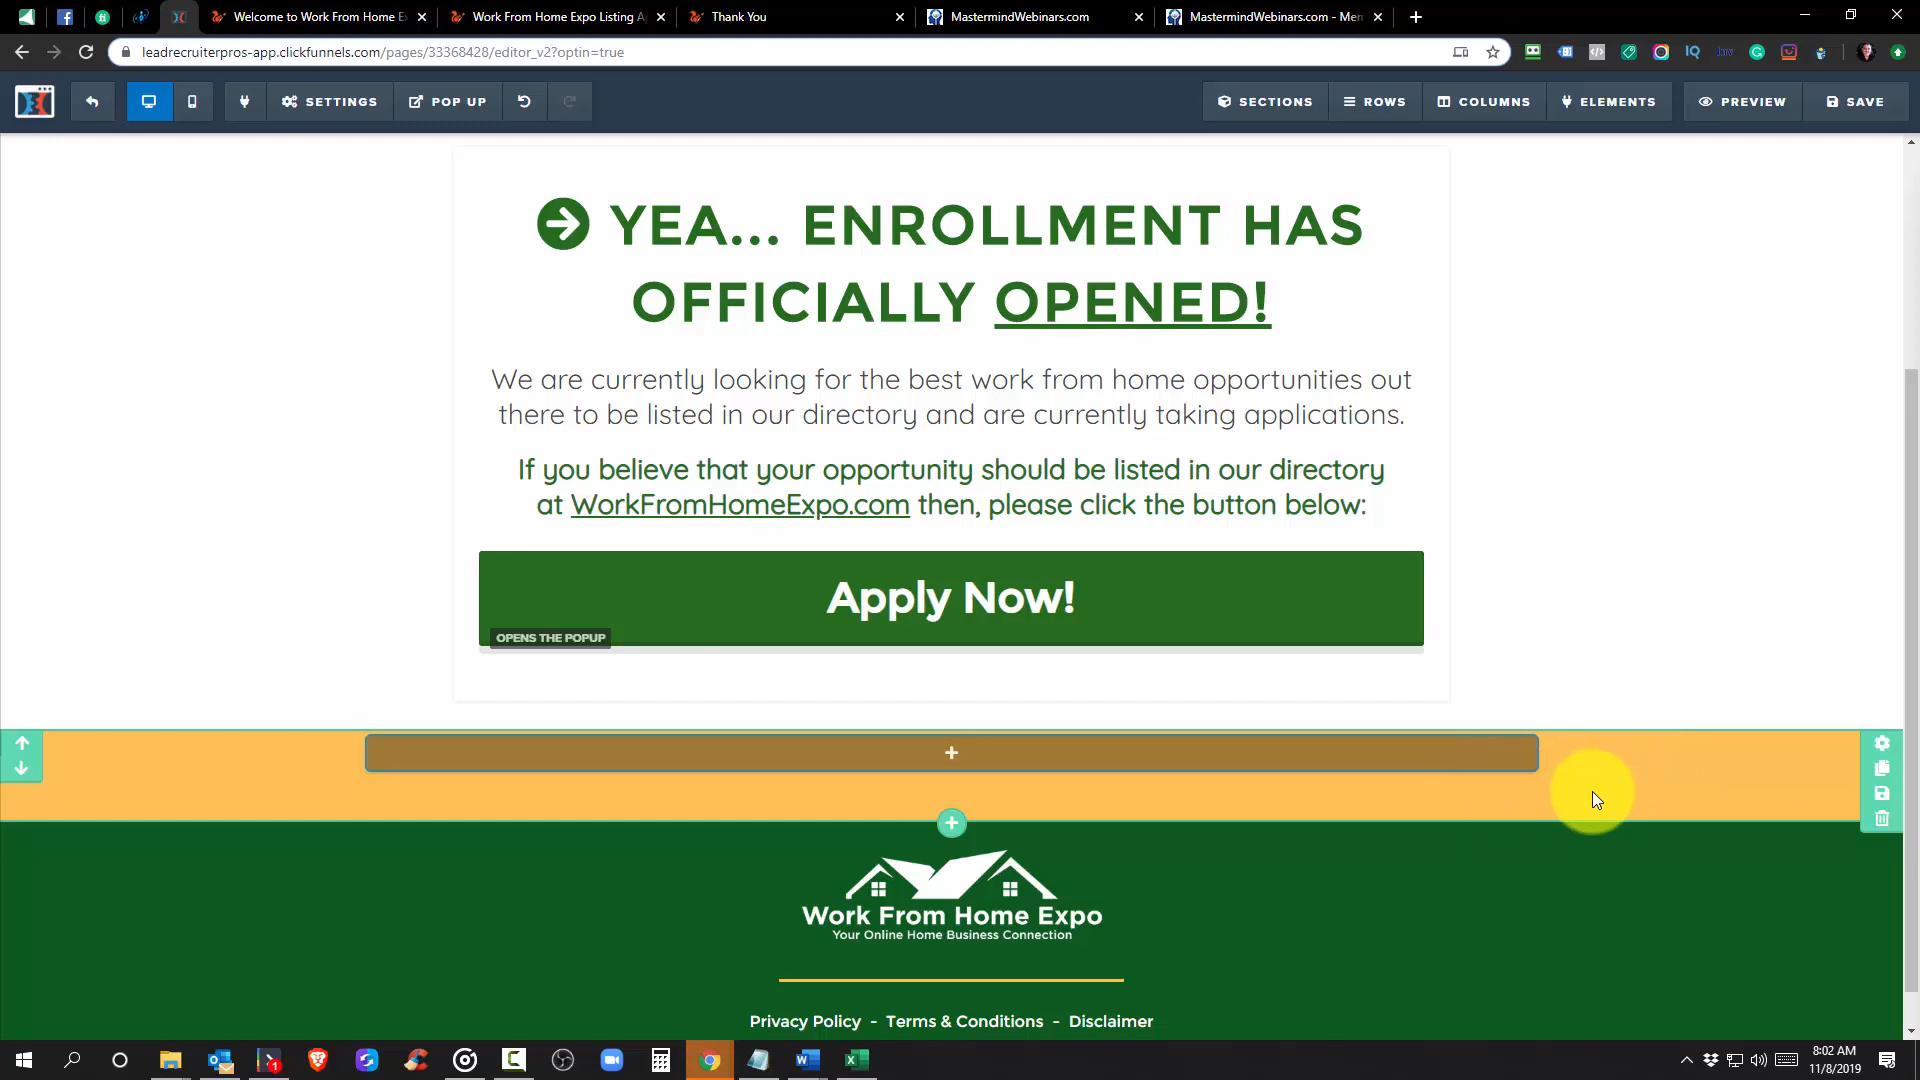 Welcome to Work From Home E
Work From Home Expo Listing A
Thank You
MastermindWebinars.com
MastermindWebinars.com - Mem
leadrecruiterpros-app.clickfunnels.com/pages/33368428/editor_v2?optin=true
SETTINGS
POP UP
SECTIONS
ROWS
COLUMNS
ELEMENTS
PREVIEW
SAVE
YEA... ENROLLMENT HAS
OFFICIALLY OPENED!
We are currently looking for the best work from home opportunities out
there to be listed in our directory and are currently taking applications.
If you believe that your opportunity should be listed in our directory
at WorkFromHomeExpo.com then, please click the button below:
Apply Now!
OPENS THE POPUP
Work From Home Expo
Your Online Home Business Connection
Privacy Policy - Terms & Conditions - Disclaimer
8:02 AM
11/8/2019